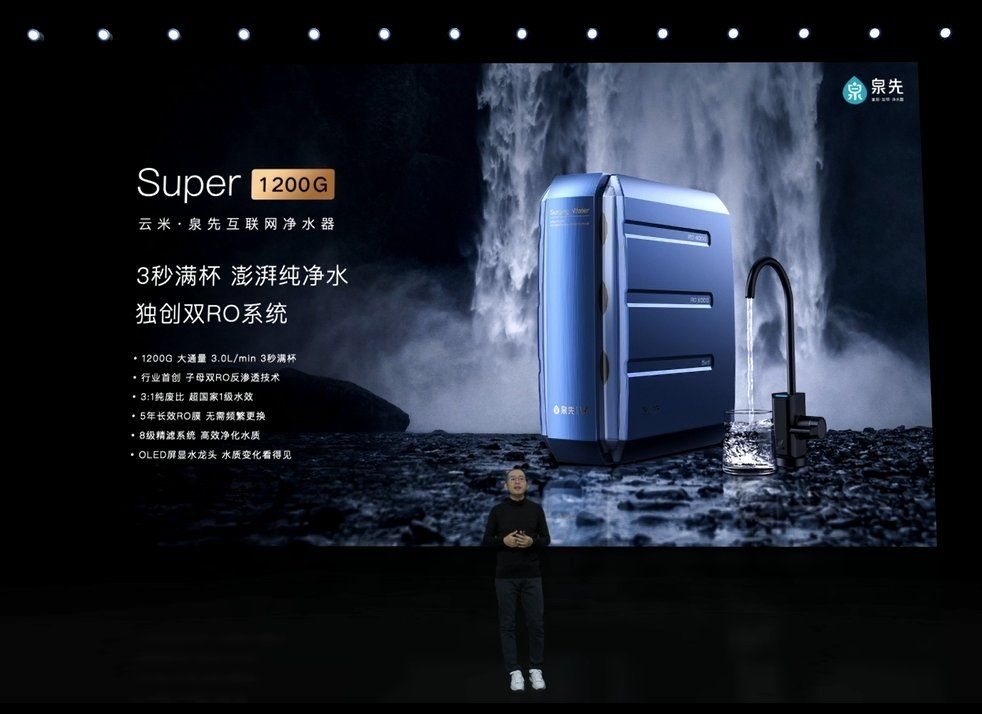 泉先
Super 1200G
云米·泉先互联网净水器
3秒满杯 澎湃纯净水
独创双RO系统
• 1200G 大通量 3.0L/min 3秒满杯
• 行业首创 子母双RO反渗透技术
• 3:1纯废比 超国家1级水效
• 5年长效RO膜 无需频繁更换
• 8级精滤系统 高效净化水质
• OLED屏显水龙头 水质变化看得见
泉先